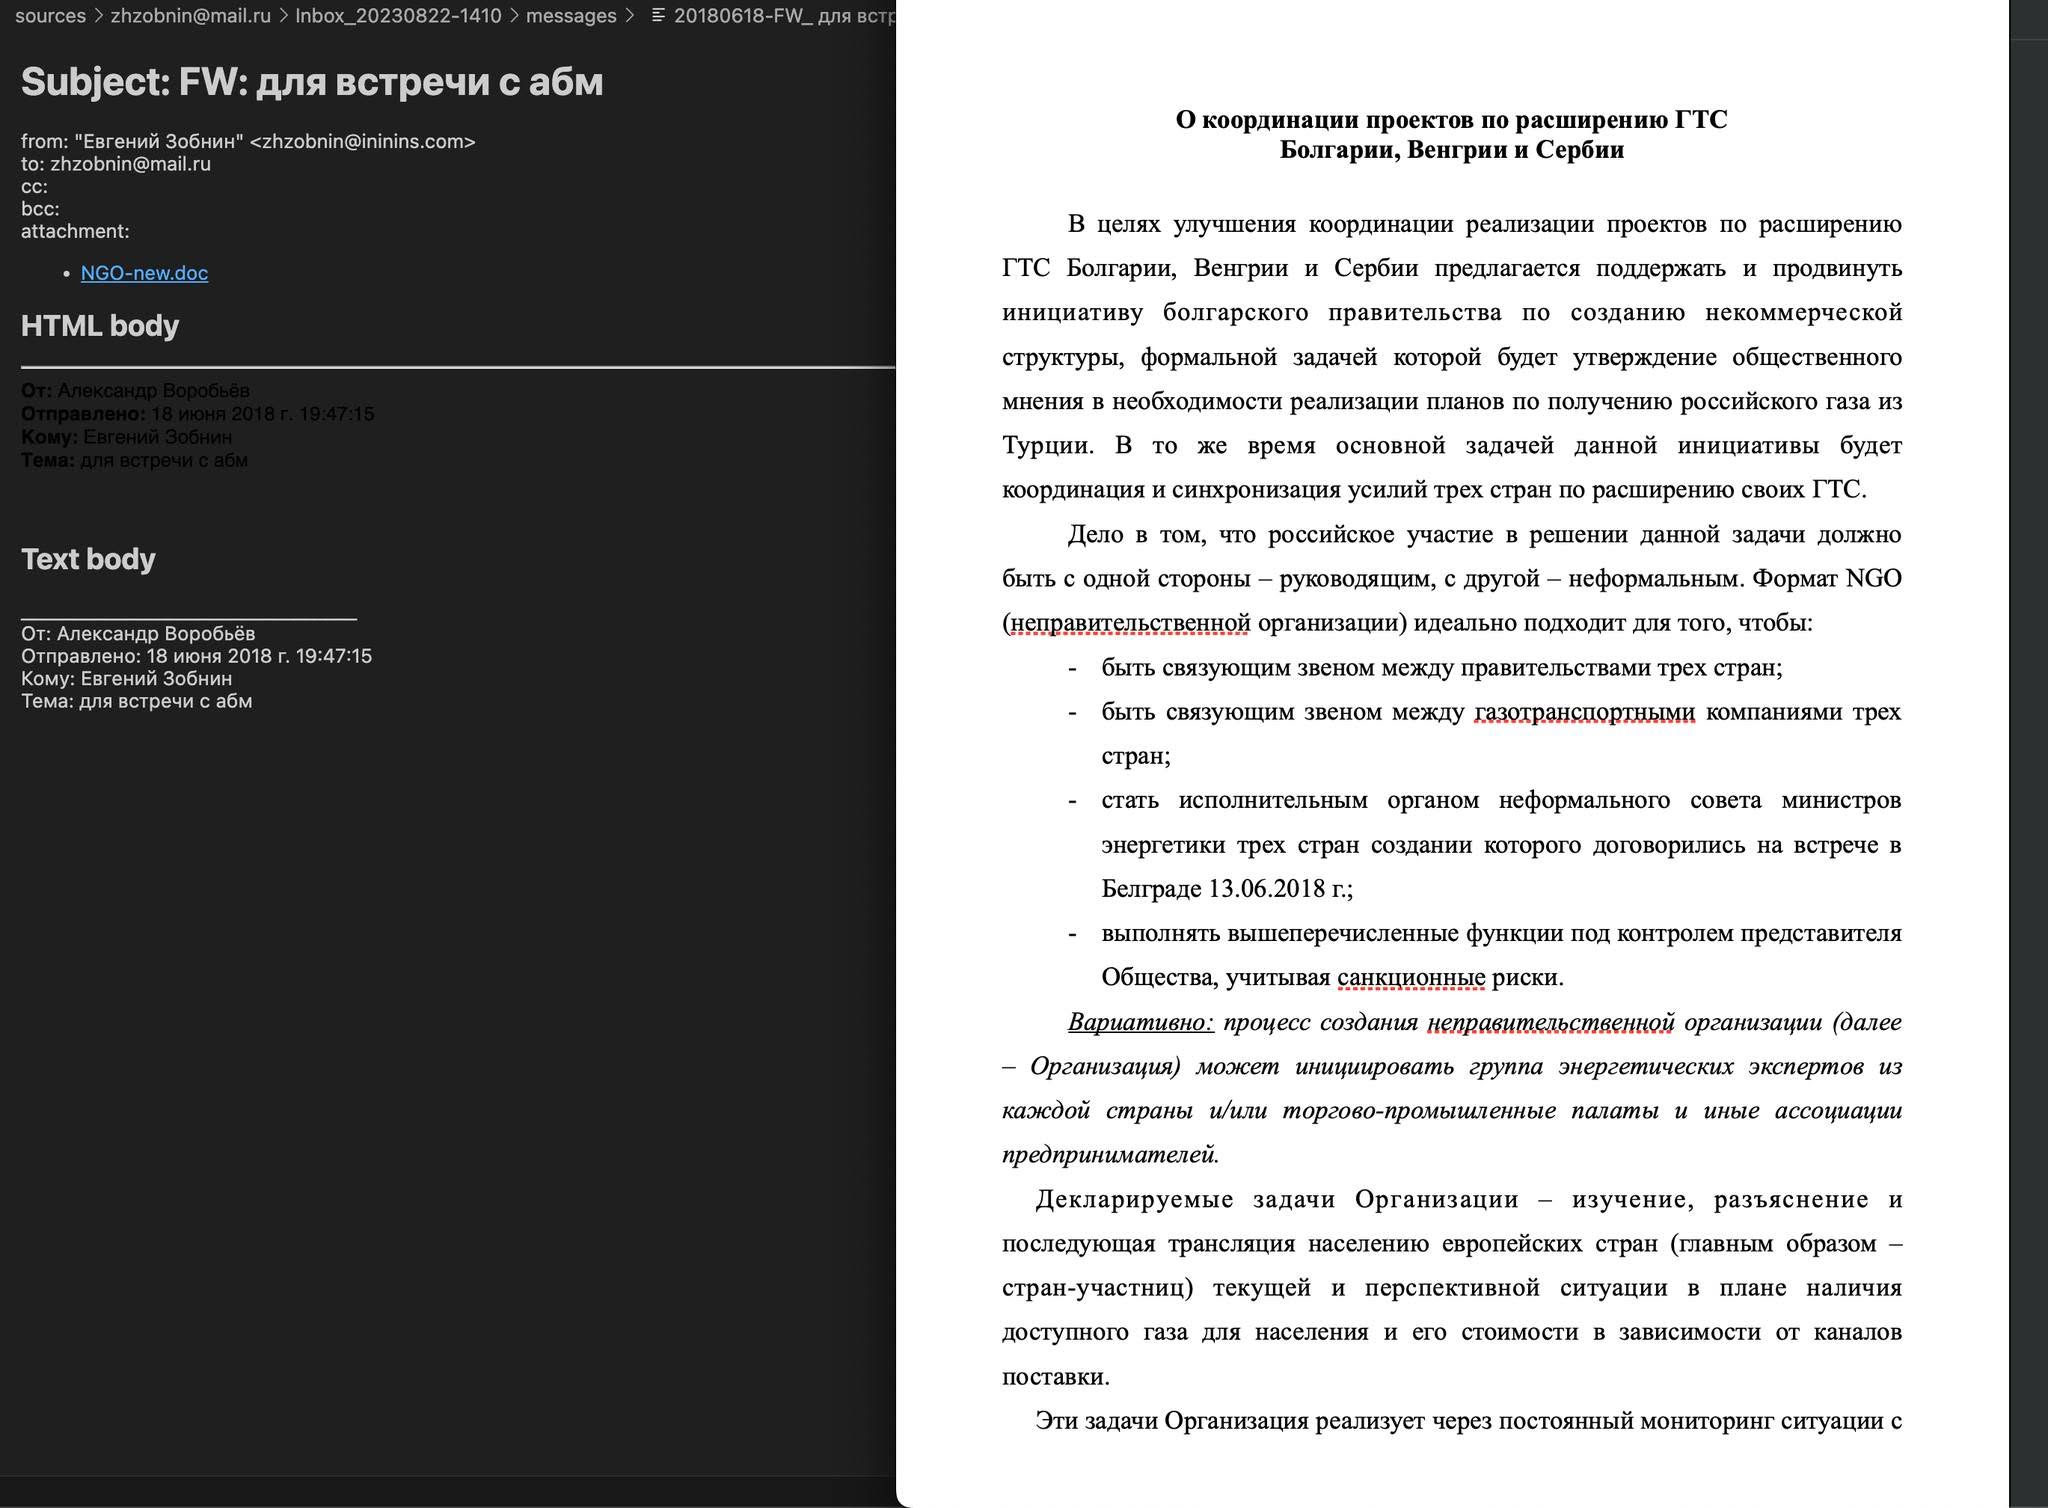 sources > zhzobnin@mail.ru > Inbox_20230822-1410 > messages > 20180618-FW_ для встр
Subject: FW: для встречи с абм
from: "Евгений Зобнин" <zhzobnin@ininins.com>
to: zhzobnin@mail.ru
cc:
bcc:
attachment:
• NGO-new.doc
HTML body
От: Александр Воробьёв
Отправлено: 18 июня 2018 г. 19:47:15
Кому: Евгений Зобнин
Тема: для встречи с абм
Text body
От: Александр Воробьёв
Отправлено: 18 июня 2018 г. 19:47:15
Кому: Евгений Зобнин
Тема: для встречи с абм
О координации проектов по расширению ГТС
Болгарии, Венгрии и Сербии
В целях улучшения координации реализации проектов по расширению
ГТС Болгарии, Венгрии и Сербии предлагается поддержать и продвинуть
инициативу болгарского правительства по созданию некоммерческой
структуры, формальной задачей которой будет утверждение общественного
мнения в необходимости реализации планов по получению российского газа из
Турции. В то же время основной задачей данной инициативы будет
координация и синхронизация усилий трех стран по расширению своих ГТС.
Дело в том, что российское участие в решении данной задачи должно
быть с одной стороны – руководящим, с другой – неформальным. Формат NGO
(неправительственной организации) идеально подходит для того, чтобы:
- быть связующим звеном между правительствами трех стран;
- быть связующим звеном между газотранспортными компаниями трех
стран;
- стать исполнительным органом неформального совета министров
энергетики трех стран создании которого договорились на встрече в
Белграде 13.06.2018 г.;
- выполнять вышеперечисленные функции под контролем представителя
Общества, учитывая санкционные риски.
Вариативно: процесс создания неправительственной организации (далее
– Организация) может инициировать группа энергетических экспертов из
каждой страны и/или торгово-промышленные палаты и иные ассоциации
предпринимателей.
Декларируемые задачи Организации – изучение, разъяснение и
последующая трансляция населению европейских стран (главным образом –
стран-участниц) текущей и перспективной ситуации в плане наличия
доступного газа для населения и его стоимости в зависимости от каналов
поставки.
Эти задачи Организация реализует через постоянный мониторинг ситуации с